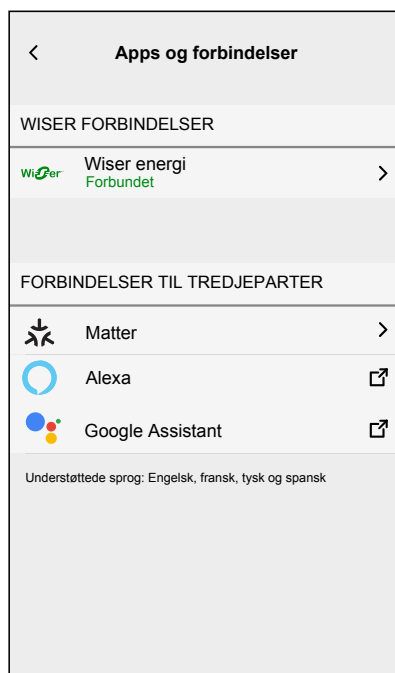 Apps og forbindelser
WISER FORBINDELSER
Wiser
Wiser energi
Forbundet
FORBINDELSER TIL TREDJEPARTER
Matter
Alexa
Google Assistant
Understøttede sprog: Engelsk, fransk, tysk og spansk